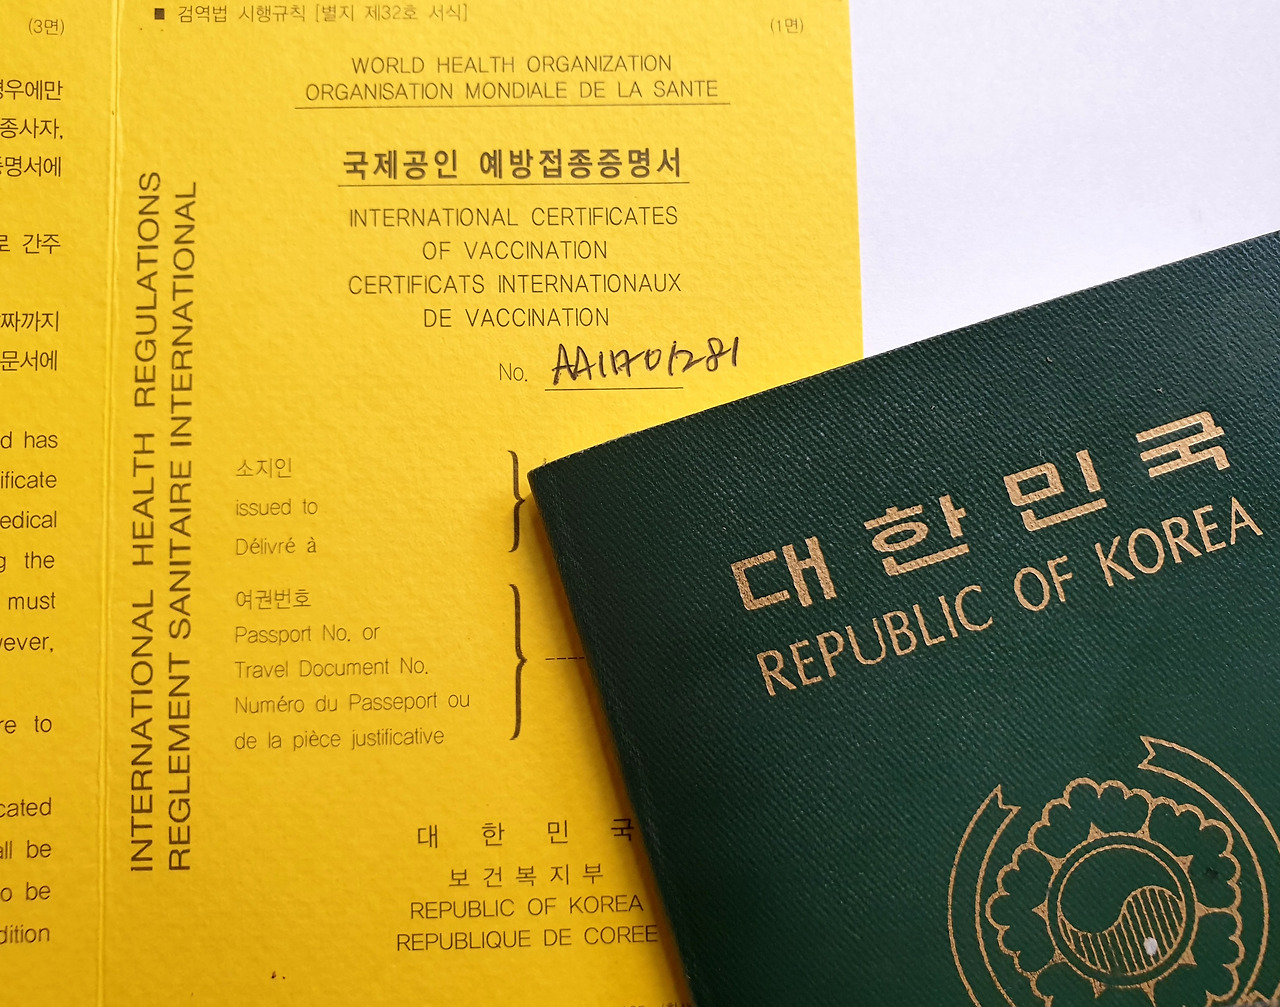 (3면)
경우에만
종사자,
증명서에
로 간주
짜까지
문서에
d has
ificate
edical
g the
must
wever,
re to
cated
all be
o be
dition
INTERNATIONAL HEALTH REGULATIONS
REGLEMENT SANITAIRE INTERNATIONAL
■ 검역법 시행규칙 [별지 제32호 서식]
(1면)
WORLD HEALTH ORGANIZATION
ORGANISATION MONDIALE DE LA SANTE
국제공인 예방접종증명서
INTERNATIONAL CERTIFICATES
OF VACCINATION
CERTIFICATS INTERNATIONAUX
DE VACCINATION
No. AA11701281
소지인
issued to
Délivré à
여권번호
Passport No. or
Travel Document No.
Numéro du Passeport ou
de la pièce justificative
대 한 민 국
보건복지부
REPUBLIC OF KOREA
REPUBLIQUE DE COREE
대한민국
REPUBLIC OF KOREA